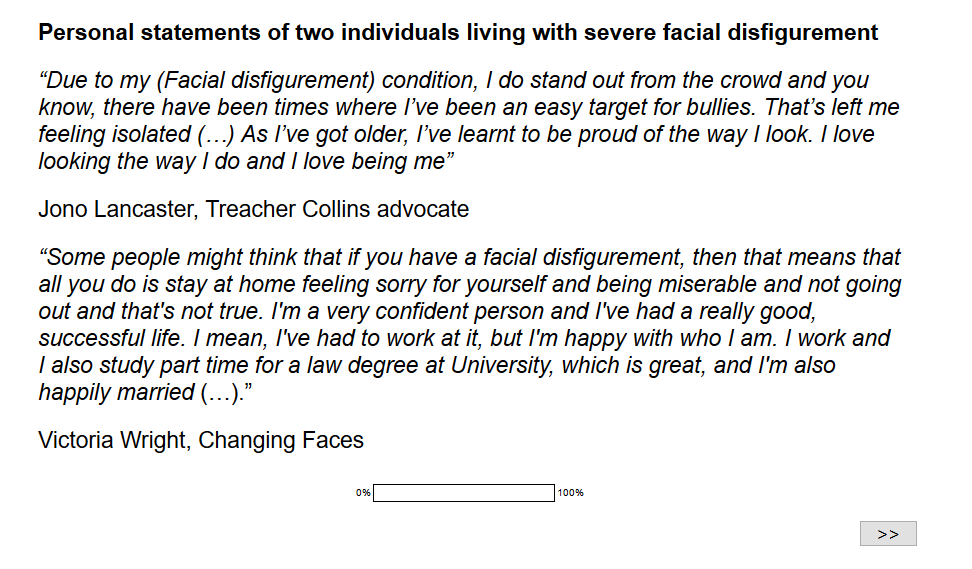 Personal statements of two individuals living with severe facial disfigurement
“Due to my (Facial disfigurement) condition, I do stand out from the crowd and you
know, there have been times where I’ve been an easy target for bullies. That’s left me
feeling isolated (…) As I’ve got older, I’ve learnt to be proud of the way I look. I love
looking the way I do and I love being me”
Jono Lancaster, Treacher Collins advocate
“Some people might think that if you have a facial disfigurement, then that means that
all you do is stay at home feeling sorry for yourself and being miserable and not going
out and that's not true. I'm a very confident person and I've had a really good,
successful life. I mean, I've had to work at it, but I'm happy with who I am. I work and
I also study part time for a law degree at University, which is great, and I'm also
happily married (…).”
Victoria Wright, Changing Faces
0% 100%
>>